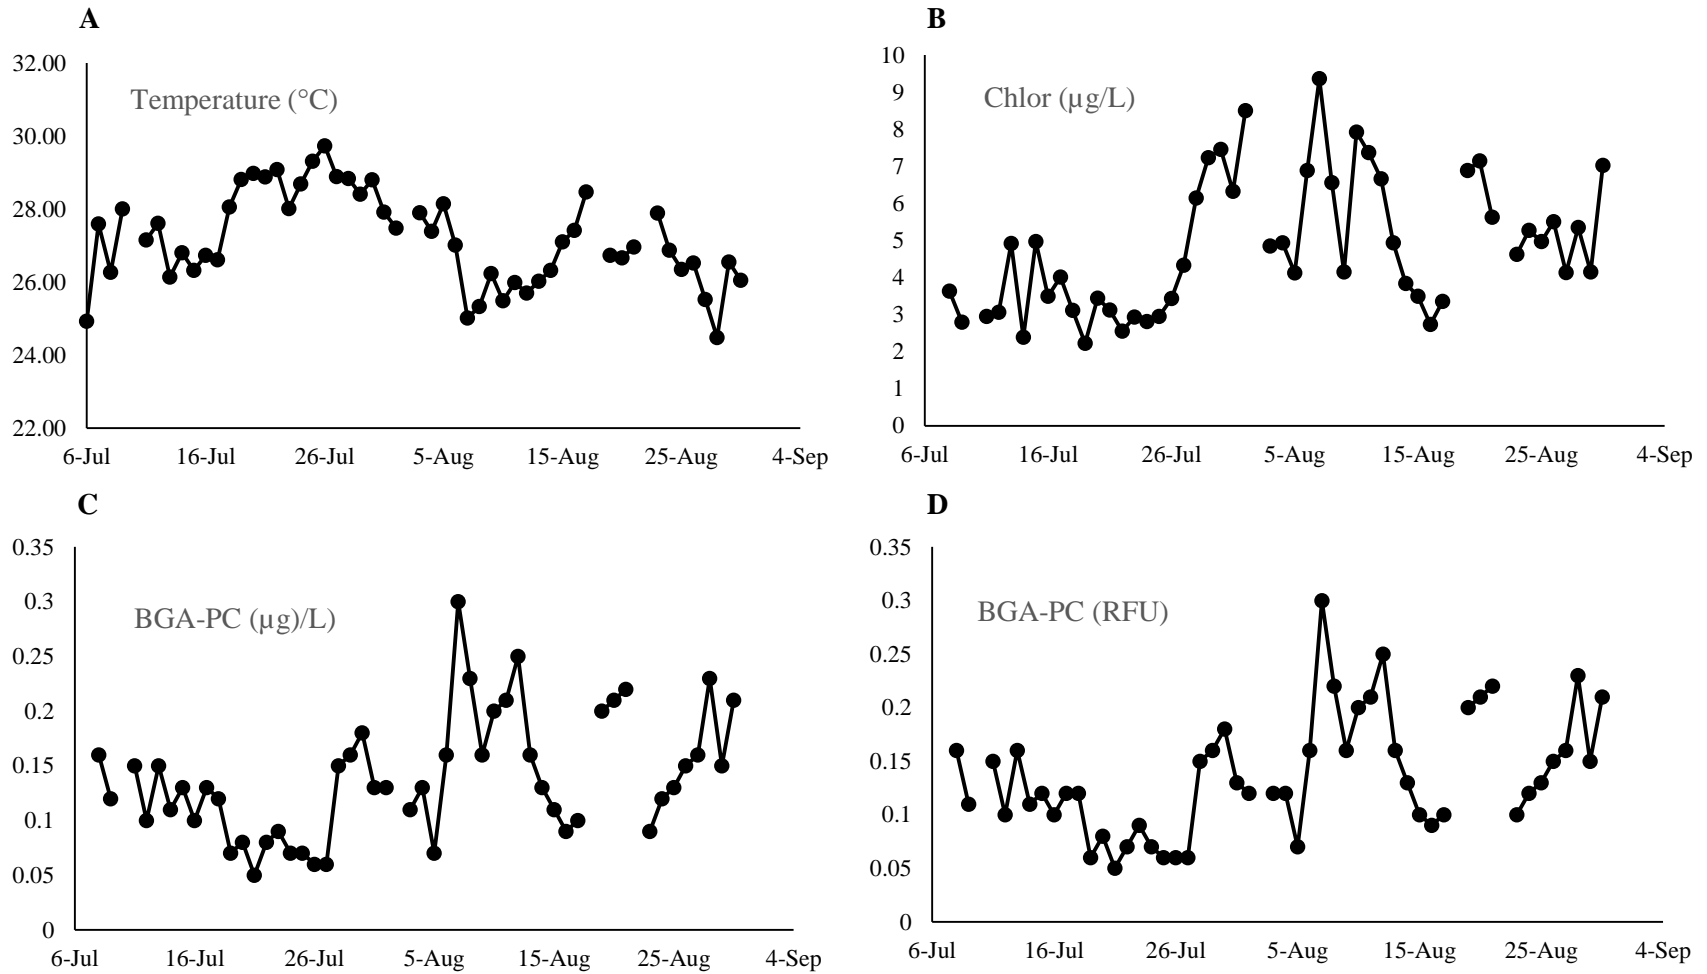 A
32.00
30.00
28.00
26.00
24.00
22.00
Temperature (°C)
6-Jul 16-Jul 26-Jul 5-Aug 15-Aug 25-Aug 4-Sep
B
10
9
8
7
6
5
4
3
2
1
0
Chlor (µg/L)
6-Jul 16-Jul 26-Jul 5-Aug 15-Aug 25-Aug 4-Sep
C
0.35
0.3
0.25
0.2
0.15
0.1
0.05
0
BGA-PC (µg)/L)
6-Jul 16-Jul 26-Jul 5-Aug 15-Aug 25-Aug 4-Sep
D
0.35
0.3
0.25
0.2
0.15
0.1
0.05
0
BGA-PC (RFU)
6-Jul 16-Jul 26-Jul 5-Aug 15-Aug 25-Aug 4-Sep